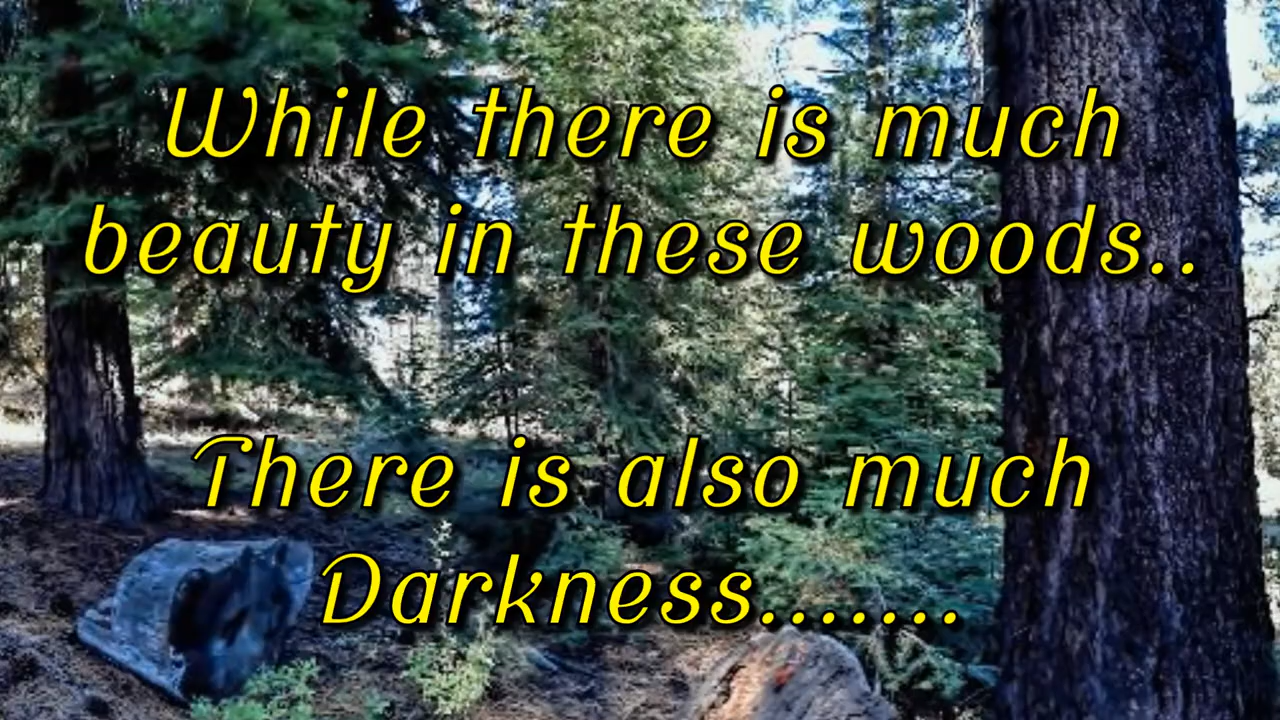 While there is much
beauty in these woods..
There is also much
Darkness.......